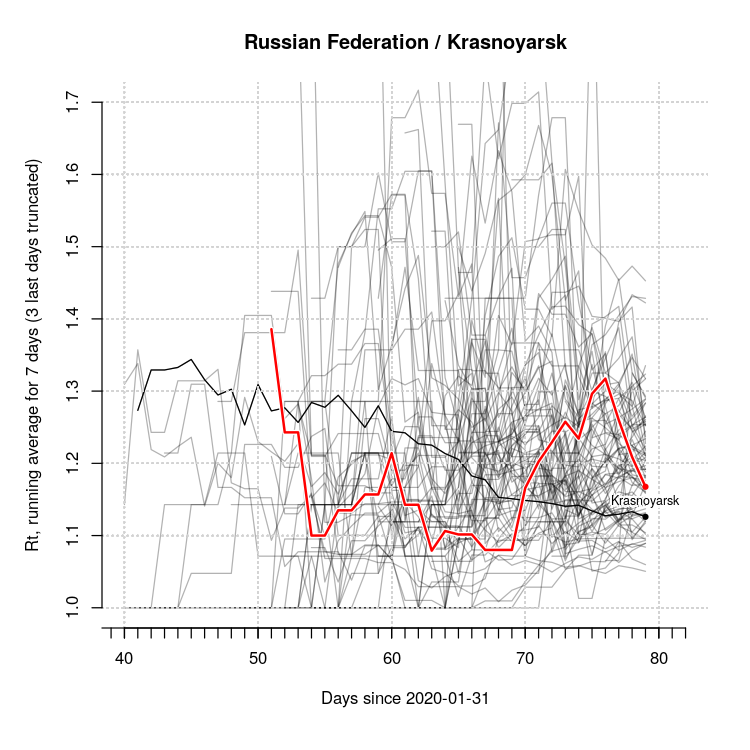 Russian Federation / Krasnoyarsk
Rt, running average for 7 days (3 last days truncated)
1.7
1.6
1.5
1.4
1.3
1.2
1.1
1.0
Krasnoyarsk
40 50 60 70 80
Days since 2020-01-31